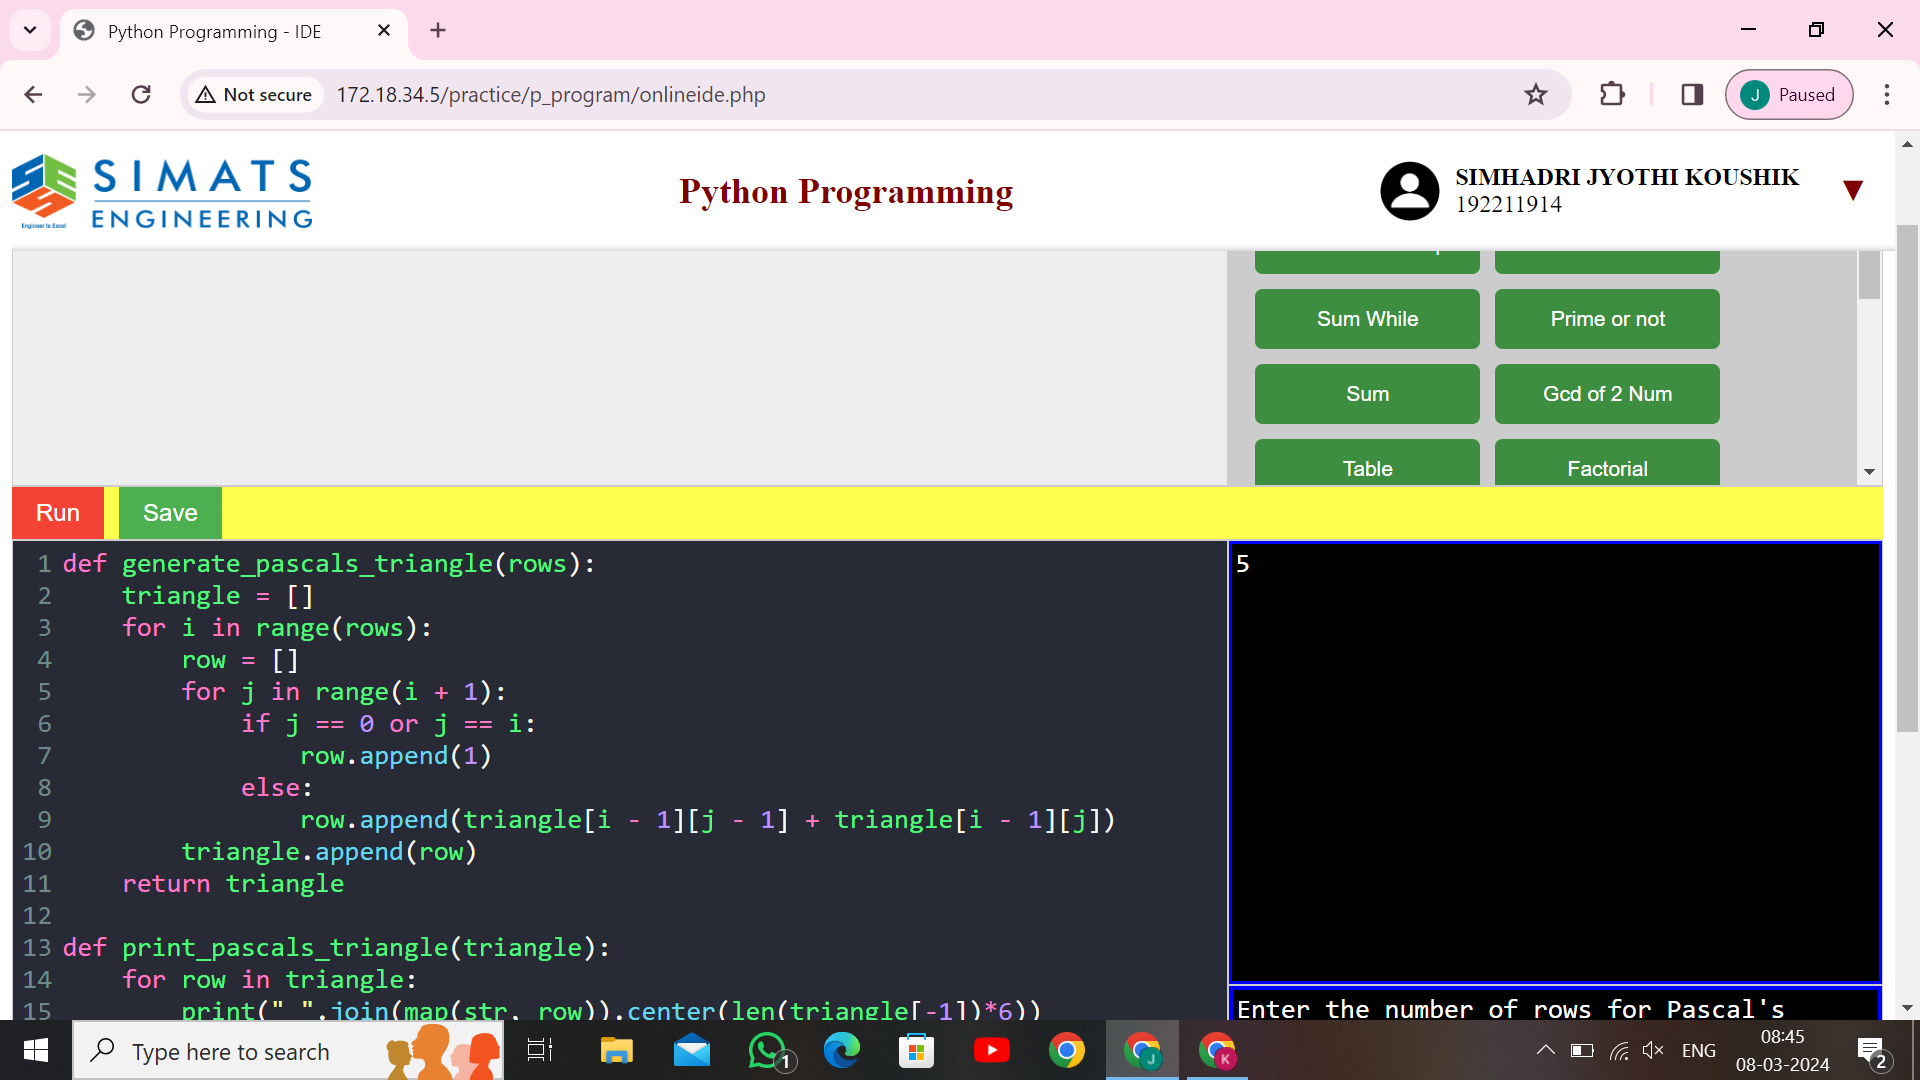 Python Programming - IDE
Not secure
172.18.34.5/practice/p_program/onlineide.php
J
Paused
SIMATS
ENGINEERING
Engineer to Excel
Python Programming
SIMHADRI JYOTHI KOUSHIK
192211914
Sum While
Prime or not
Sum
Gcd of 2 Num
Table
Factorial
Run
Save
1 def generate_pascals_triangle(rows):
2     triangle = []
3     for i in range(rows):
4         row = []
5         for j in range(i + 1):
6             if j == 0 or j == i:
7                 row.append(1)
8             else:
9                 row.append(triangle[i - 1][j - 1] + triangle[i - 1][j])
10         triangle.append(row)
11     return triangle
12
13 def print_pascals_triangle(triangle):
14     for row in triangle:
15         print(" ".join(map(str, row)).center(len(triangle[-1])*6))
5
Enter the number of rows for Pascal's
Type here to search
1
J
K
ENG
08:45
08-03-2024
2